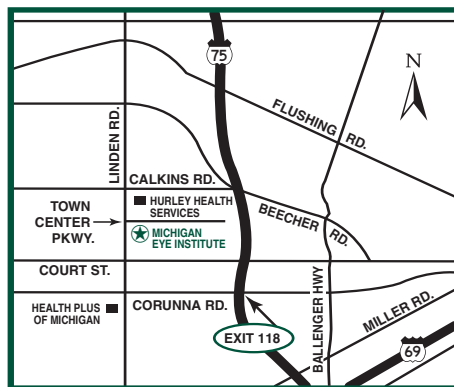 75
N
FLUSHING RD.
LINDEN RD.
CALKINS RD.
HURLEY HEALTH
SERVICES
BEECHER RD.
TOWN
CENTER
PKWY.
MICHIGAN
EYE INSTITUTE
COURT ST.
BALLENGER HWY
HEALTH PLUS
OF MICHIGAN
CORUNNA RD.
MILLER RD.
EXIT 118
69